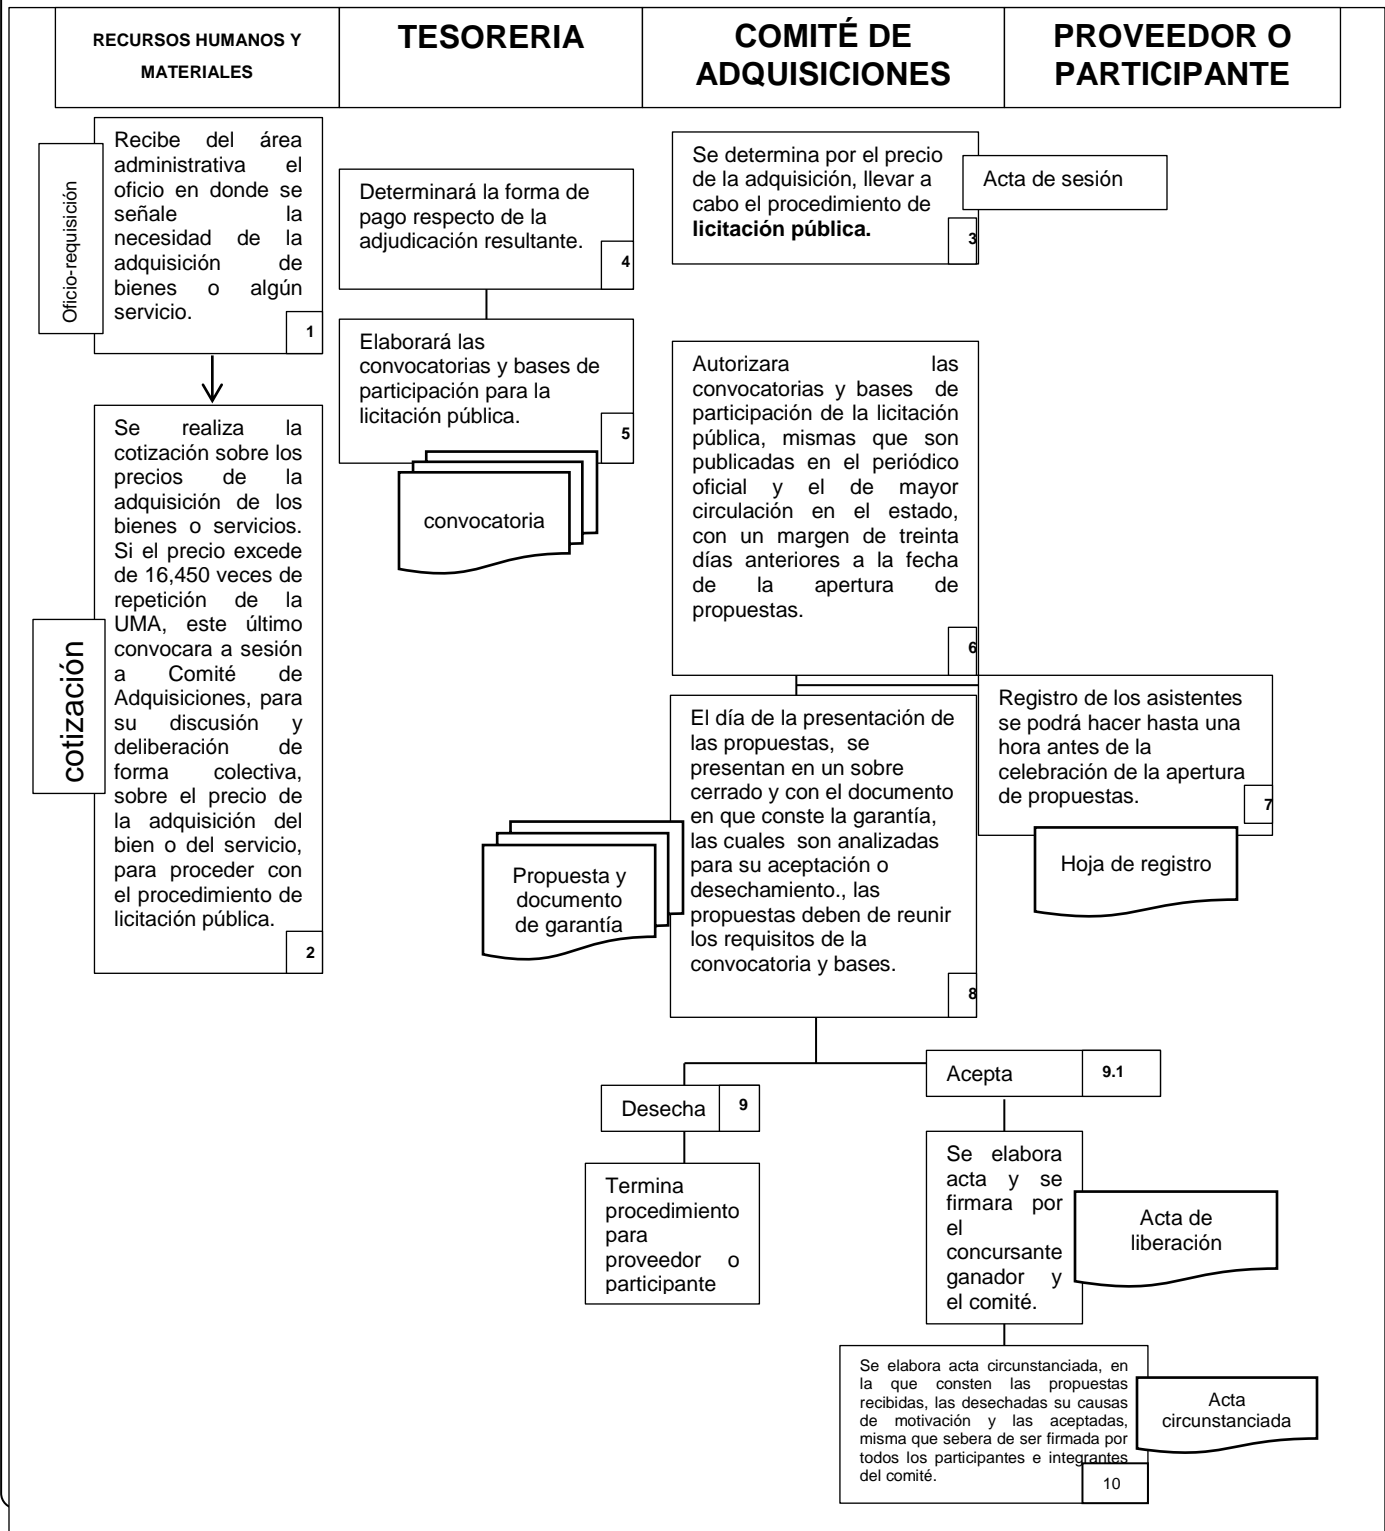 RECURSOS HUMANOS Y
MATERIALES
TESORERIA
COMITÉ DE
ADQUISICIONES
PROVEEDOR O
PARTICIPANTE
Oficio-requisición
Recibe del área
administrativa el
oficio en donde se
señale la
necesidad de la
adquisición de
bienes o algún
servicio.
1
cotización
Se realiza la
cotización sobre los
precios de la
adquisición de los
bienes o servicios.
Si el precio excede
de 16,450 veces de
repetición de la
UMA, este último
convocara a sesión
a Comité de
Adquisiciones, para
su discusión y
deliberación de
forma colectiva,
sobre el precio de
la adquisición del
bien o del servicio,
para proceder con
el procedimiento de
licitación pública.
2
Se determina por el precio
de la adquisición, llevar a
cabo el procedimiento de
licitación pública.
3
Acta de sesión
Determinará la forma de
pago respecto de la
adjudicación resultante.
4
Elaborará las
convocatorias y bases de
participación para la
licitación pública.
5
convocatoria
Autorizara las
convocatorias y bases de
participación de la licitación
pública, mismas que son
publicadas en el periódico
oficial y el de mayor
circulación en el estado,
con un margen de treinta
días anteriores a la fecha
de la apertura de
propuestas.
6
Registro de los asistentes
se podrá hacer hasta una
hora antes de la
celebración de la apertura
de propuestas.
7
Hoja de registro
El día de la presentación de
las propuestas, se
presentan en un sobre
cerrado y con el documento
en que conste la garantía,
las cuales son analizadas
para su aceptación o
desechamiento., las
propuestas deben de reunir
los requisitos de la
convocatoria y bases.
8
Propuesta y
documento
de garantía
Desecha
9
Termina
procedimiento
para
proveedor o
participante
Acepta
9.1
Se elabora
acta y se
firmara por
el
concursante
ganador y
el comité.
Acta de
liberación
Se elabora acta circunstanciada, en
la que consten las propuestas
recibidas, las desechadas su causas
de motivación y las aceptadas,
misma que sebera de ser firmada por
todos los participantes e integrantes
del comité.
10
Acta
circunstanciada